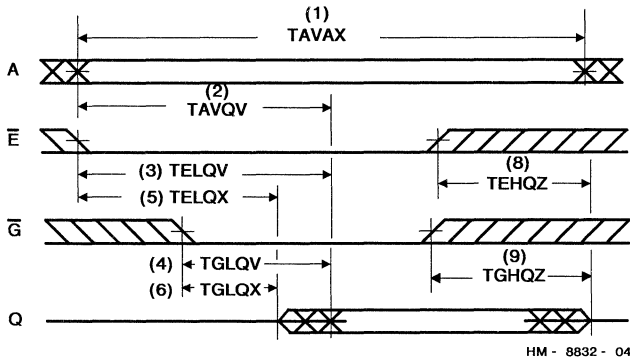 (1)
TAVAX
A
(2)
TAVQV
E
(3) TELQV
(8)
(5) TELQX
TEHQZ
G
(4) TGLQV
(9)
TGHQZ
(6) TGLQX
Q
HM - 8832 - 04